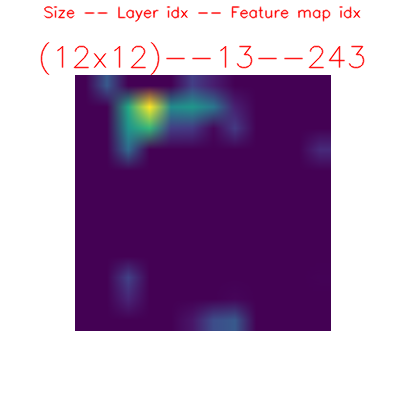 Size -- Layer idx -- Feature map idx
(12x12)--13--243